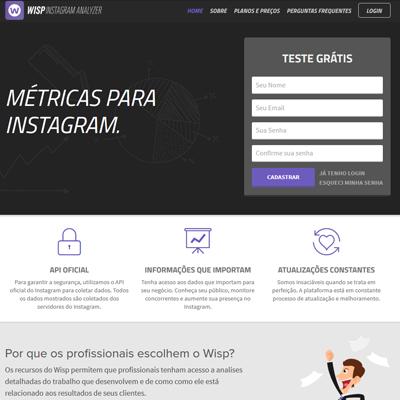 W WISP INSTAGRAM ANALYZER HOME SOBRE PLANOS E PREÇOS PERGUNTAS FREQUENTES LOGIN
MÉTRICAS PARA
INSTAGRAM.
TESTE GRÁTIS
Seu Nome
Seu Email
Sua Senha
Confirme sua senha
CADASTRAR
JÁ TENHO LOGIN
ESQUECI MINHA SENHA
API OFICIAL
Para garantir a segurança, utilizamos o API
oficial do Instagram para coletar dados. Todos
os dados mostrados são coletados dos
servidores do Instagram.
INFORMAÇÕES QUE IMPORTAM
Tenha acesso aos dados que importam para
seu negócio. Conheça seu público, monitore
concorrentes e aumente sua presença no
Instagram.
ATUALIZAÇÕES CONSTANTES
Somos insaciáveis quando se trata em
perfeição. A plataforma está em constante
processo de atualização e melhoramento.
Por que os profissionais escolhem o Wisp?
Os recursos do Wisp permitem que profissionais tenham acesso a analises
detalhadas do trabalho que desenvolvem e de como como ele está
relacionado aos resultados de seus clientes.